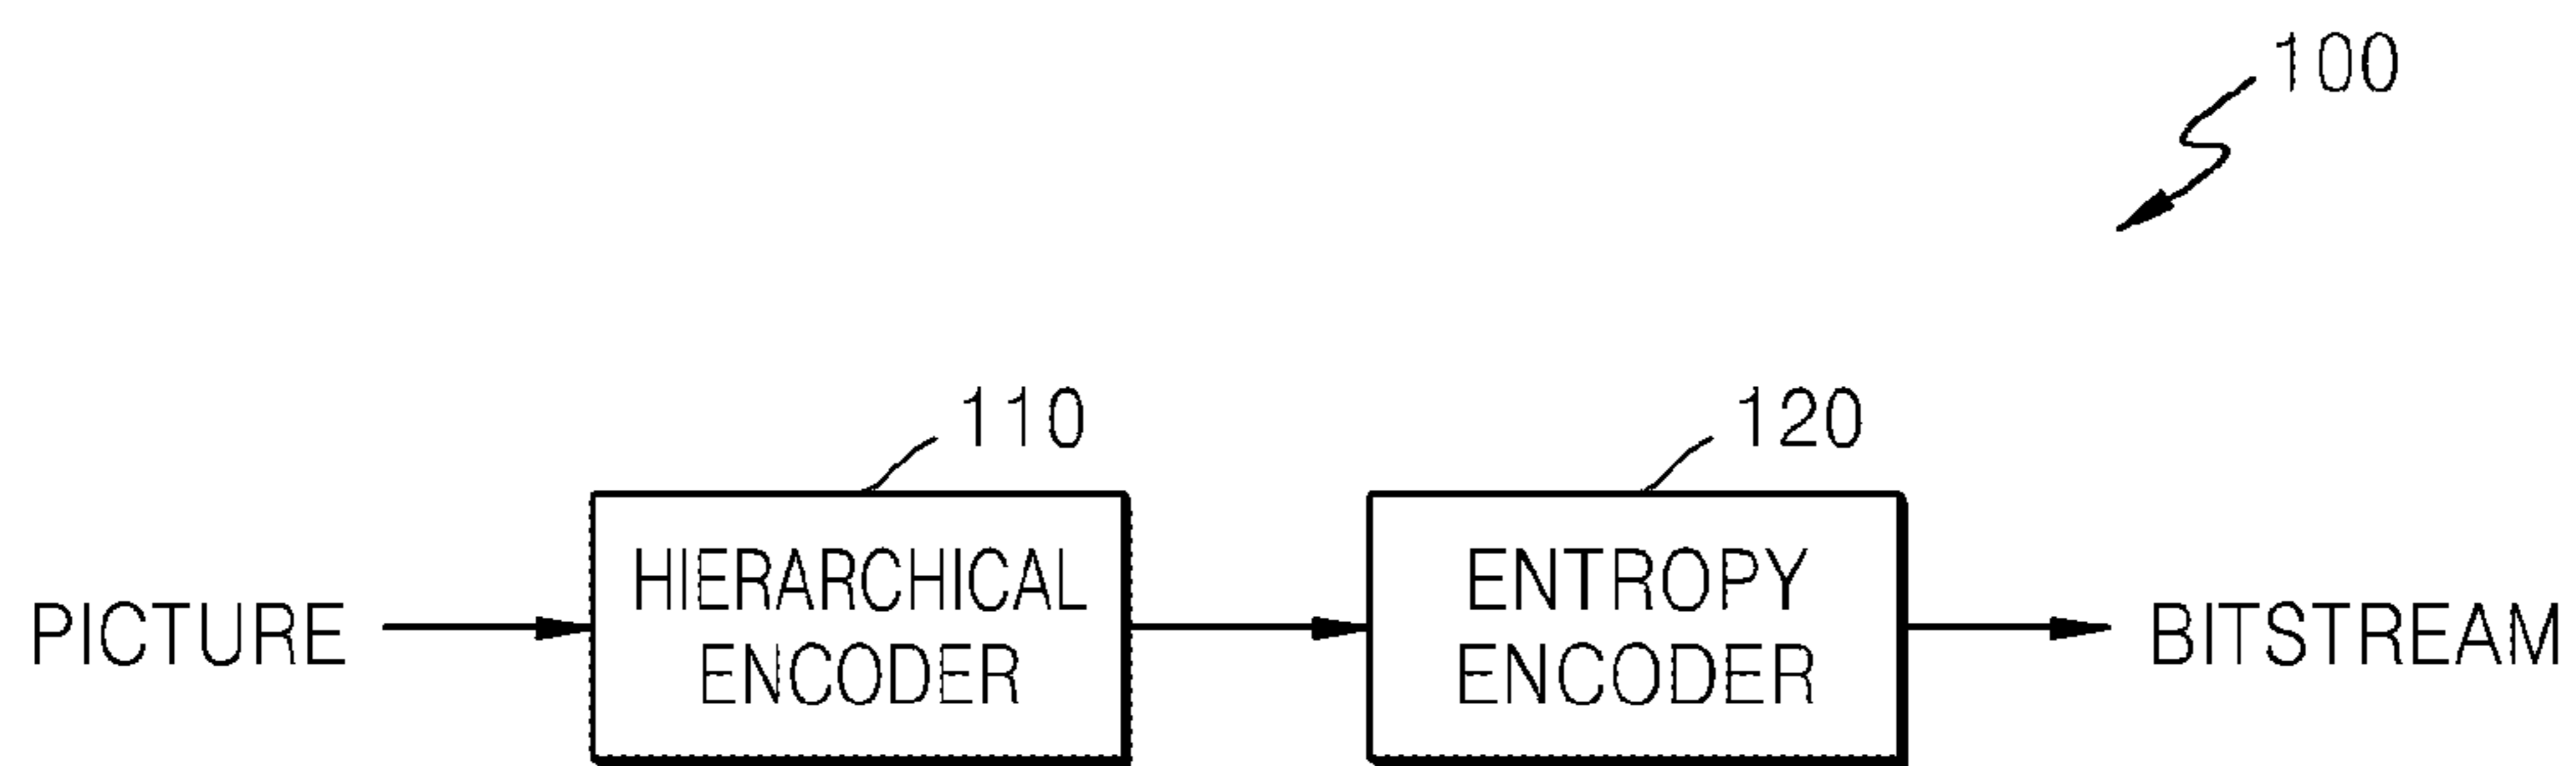 100
110
120
PICTURE
HIERARCHICAL
ENCODER
ENTROPY
ENCODER
BITSTREAM